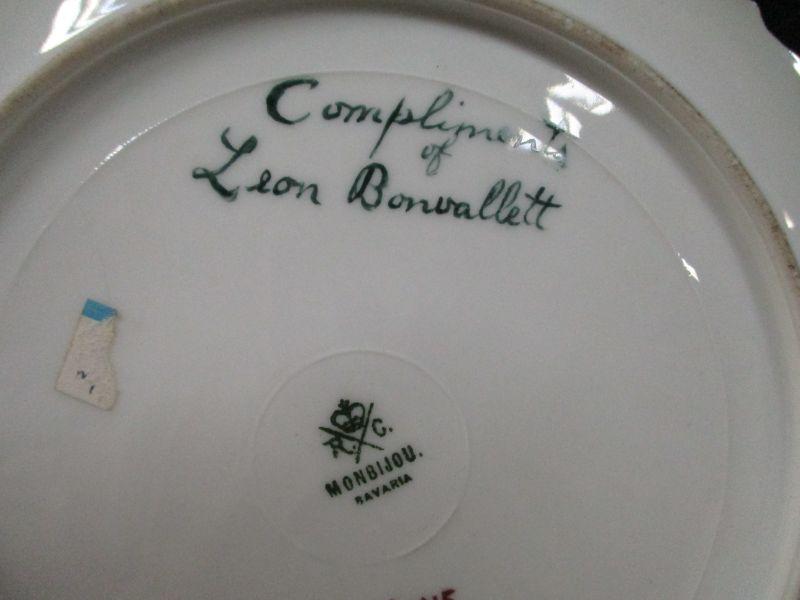 Compliments
of
Leon Bonvallett
R. C.
MONBIJOU.
BAVARIA